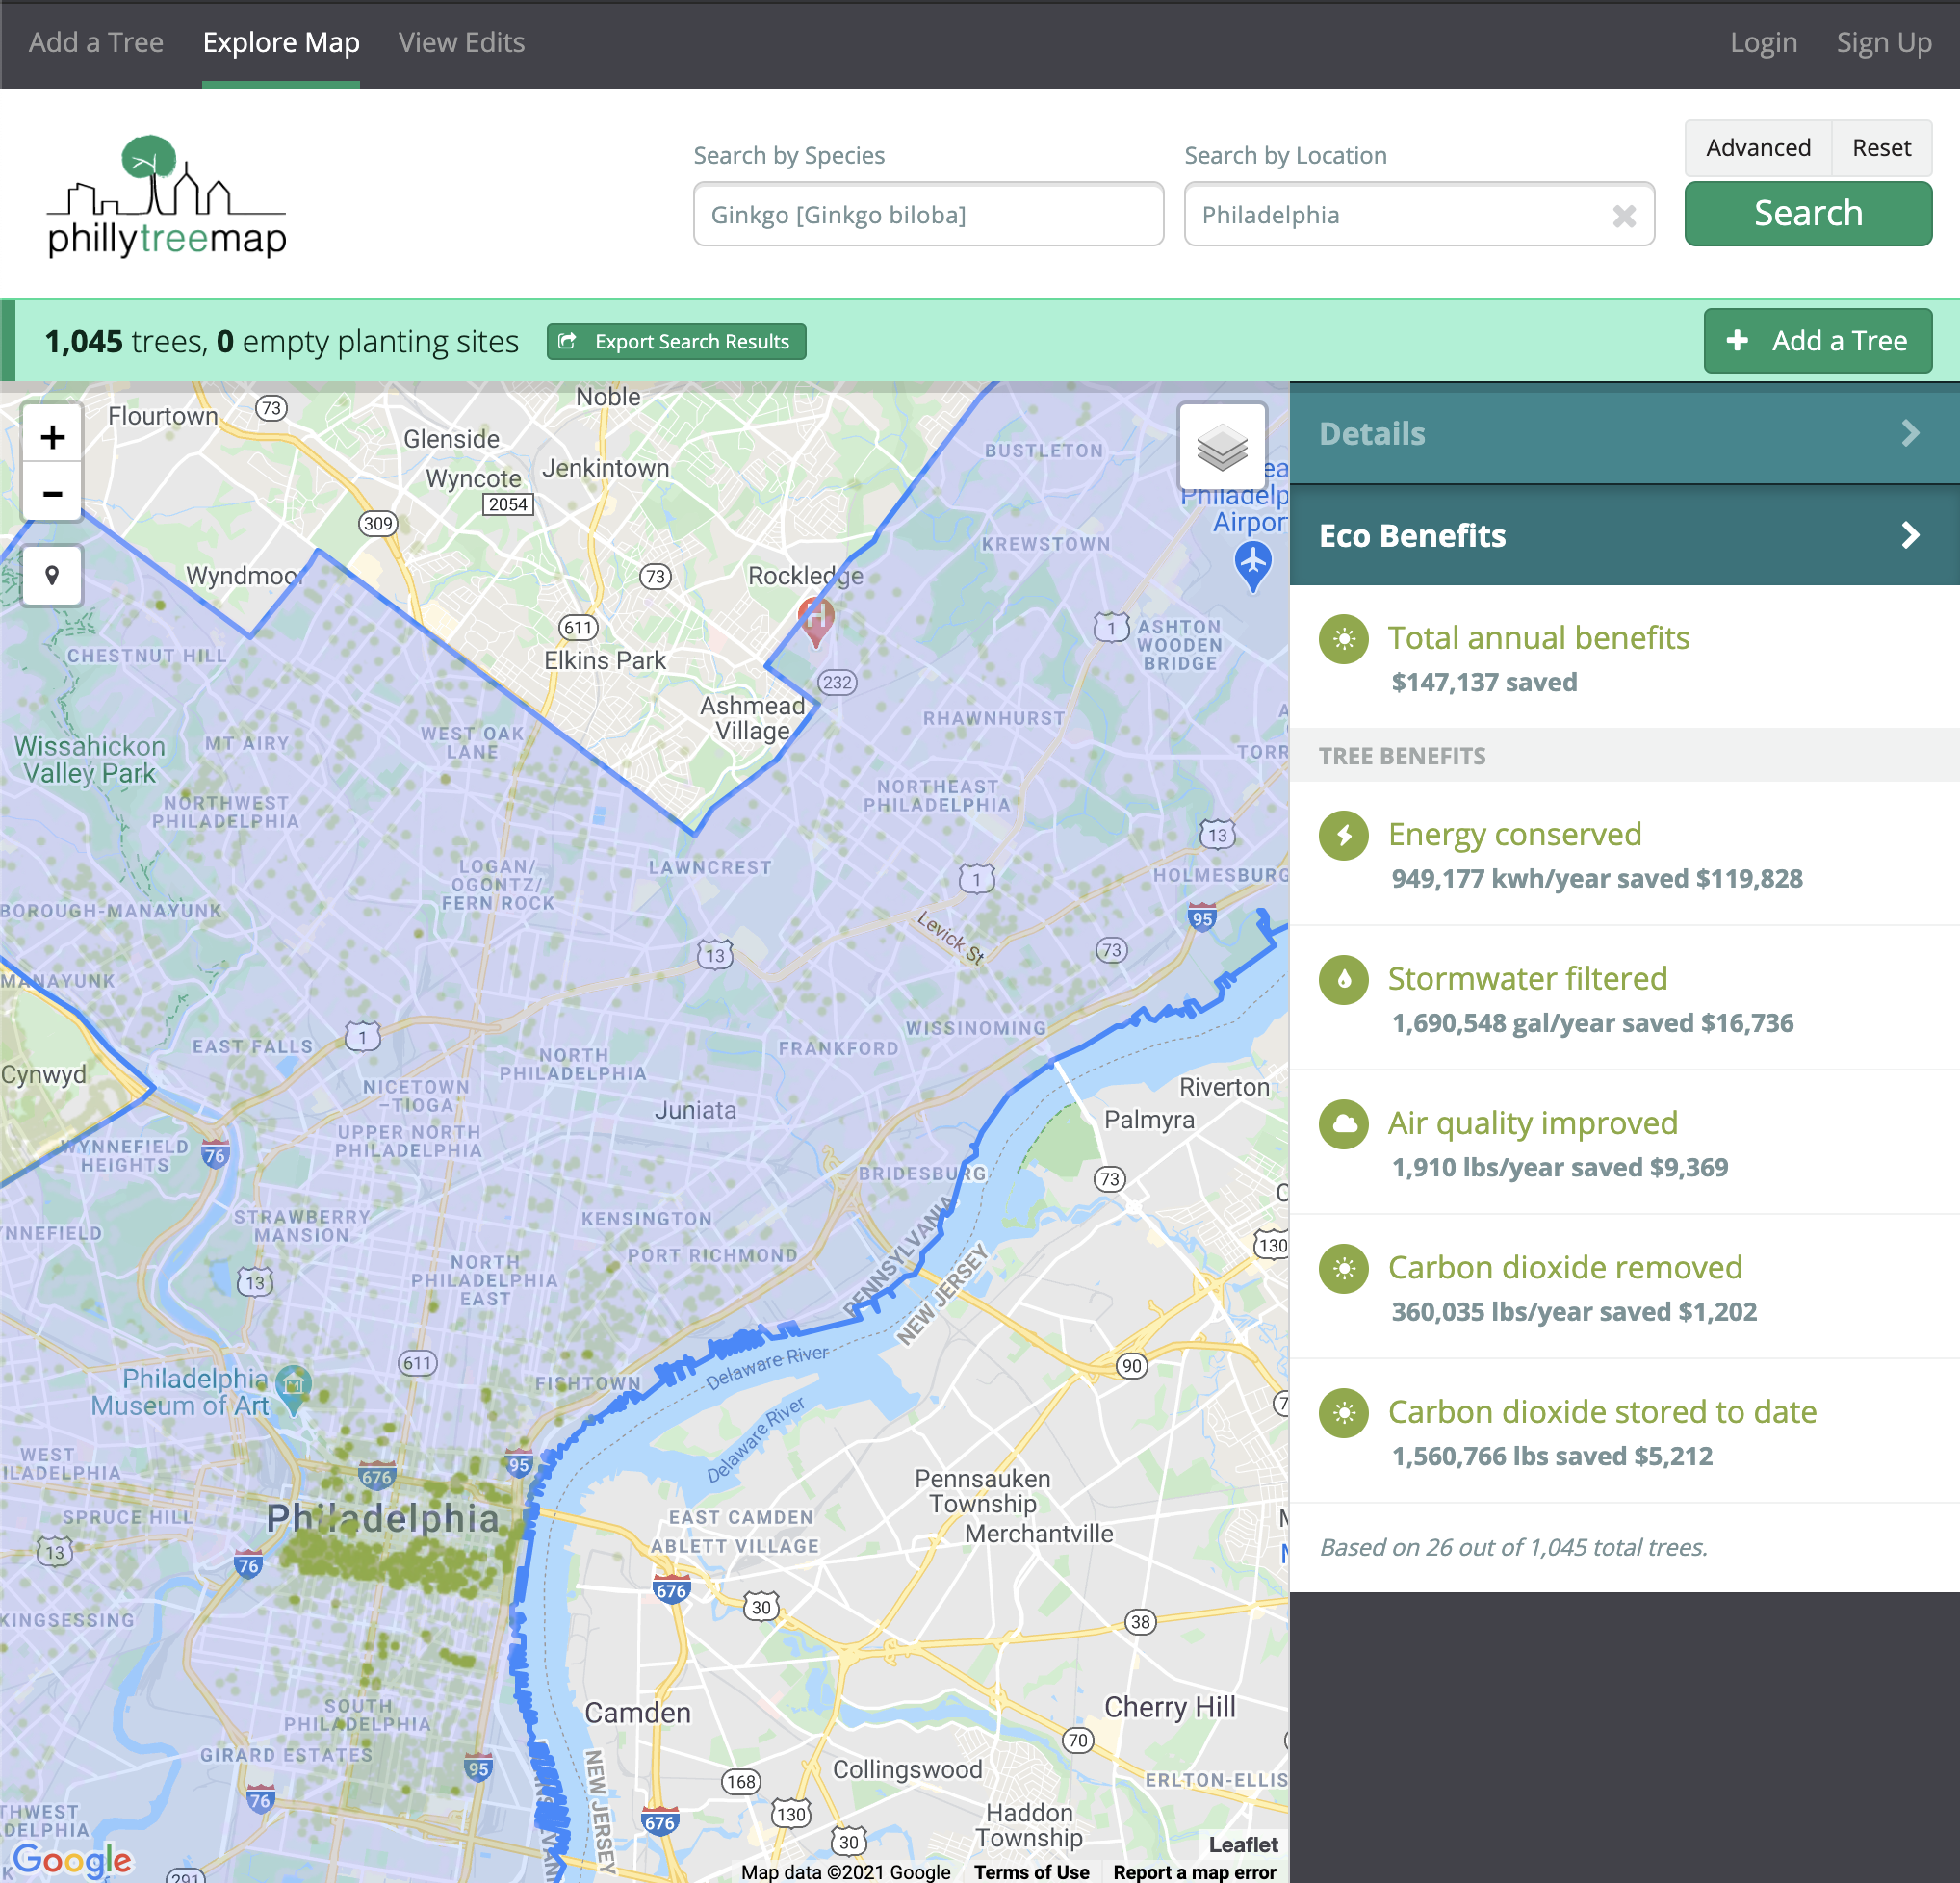 Add a Tree
Explore Map
View Edits
Login
Sign Up
phillytreemap
Search by Species
Ginkgo [Ginkgo biloba]
Search by Location
Philadelphia
Advanced
Reset
Search
1,045 trees, 0 empty planting sites
Export Search Results
+ Add a Tree
Flourtown
73
Noble
Glenside
Wyncote
Jenkintown
2054
309
BUSTLETON
Philadelp
Airpor
KREWSTOWN
Wyndmoor
73
Rockledge
H
611
Elkins Park
1
ASHTON
WOODEN
BRIDGE
CHESTNUT HILL
232
Ashmead
Village
RHAWNHURST
TORR
Wissahickon
Valley Park
MT AIRY
WEST OAK
LANE
NORTHEAST
PHILADELPHIA
NORTHWEST
PHILADELPHIA
13
LOGAN/
OGONTZ/
FERN ROCK
LAWNCREST
1
HOLMESBURG
BOROUGH-MANAYUNK
95
Levick St
13
73
MANAYUNK
WISSINOMING
EAST FALLS
1
FRANKFORD
NORTH
PHILADELPHIA
Cynwyd
NICETOWN
–TIOGA
Juniata
Riverton
Palmyra
UPPER NORTH
PHILADELPHIA
WYNNEFIELD
HEIGHTS
76
BRIDESBURG
73
STRAWBERRY
MANSION
KENSINGTON
YNNEFIELD
PORT RICHMOND
PENNSYLVANIA
NEW JERSEY
130
13
NORTH
PHILADELPHIA
EAST
611
Delaware River
90
Philadelphia
Museum of Art
FISHTOWN
Delaware River
WEST
ILADELPHIA
676
95
Pennsauken
Township
Merchantville
SPRUCE HILL
Philadelphia
EAST CAMDEN
ABLETT VILLAGE
13
76
676
30
38
KINGSESSING
SOUTH
PHILADELPHIA
Camden
Cherry Hill
GIRARD ESTATES
95
70
76
NEW JERSEY
168
Collingswood
ERLTON-ELLIS
THWEST
DELPHIA
676
130
30
Haddon
Township
291
Google
Leaflet
Map data ©2021 Google
Terms of Use
Report a map error
Details
Eco Benefits
Total annual benefits
$147,137 saved
TREE BENEFITS
Energy conserved
949,177 kwh/year saved $119,828
Stormwater filtered
1,690,548 gal/year saved $16,736
Air quality improved
1,910 lbs/year saved $9,369
Carbon dioxide removed
360,035 lbs/year saved $1,202
Carbon dioxide stored to date
1,560,766 lbs saved $5,212
Based on 26 out of 1,045 total trees.